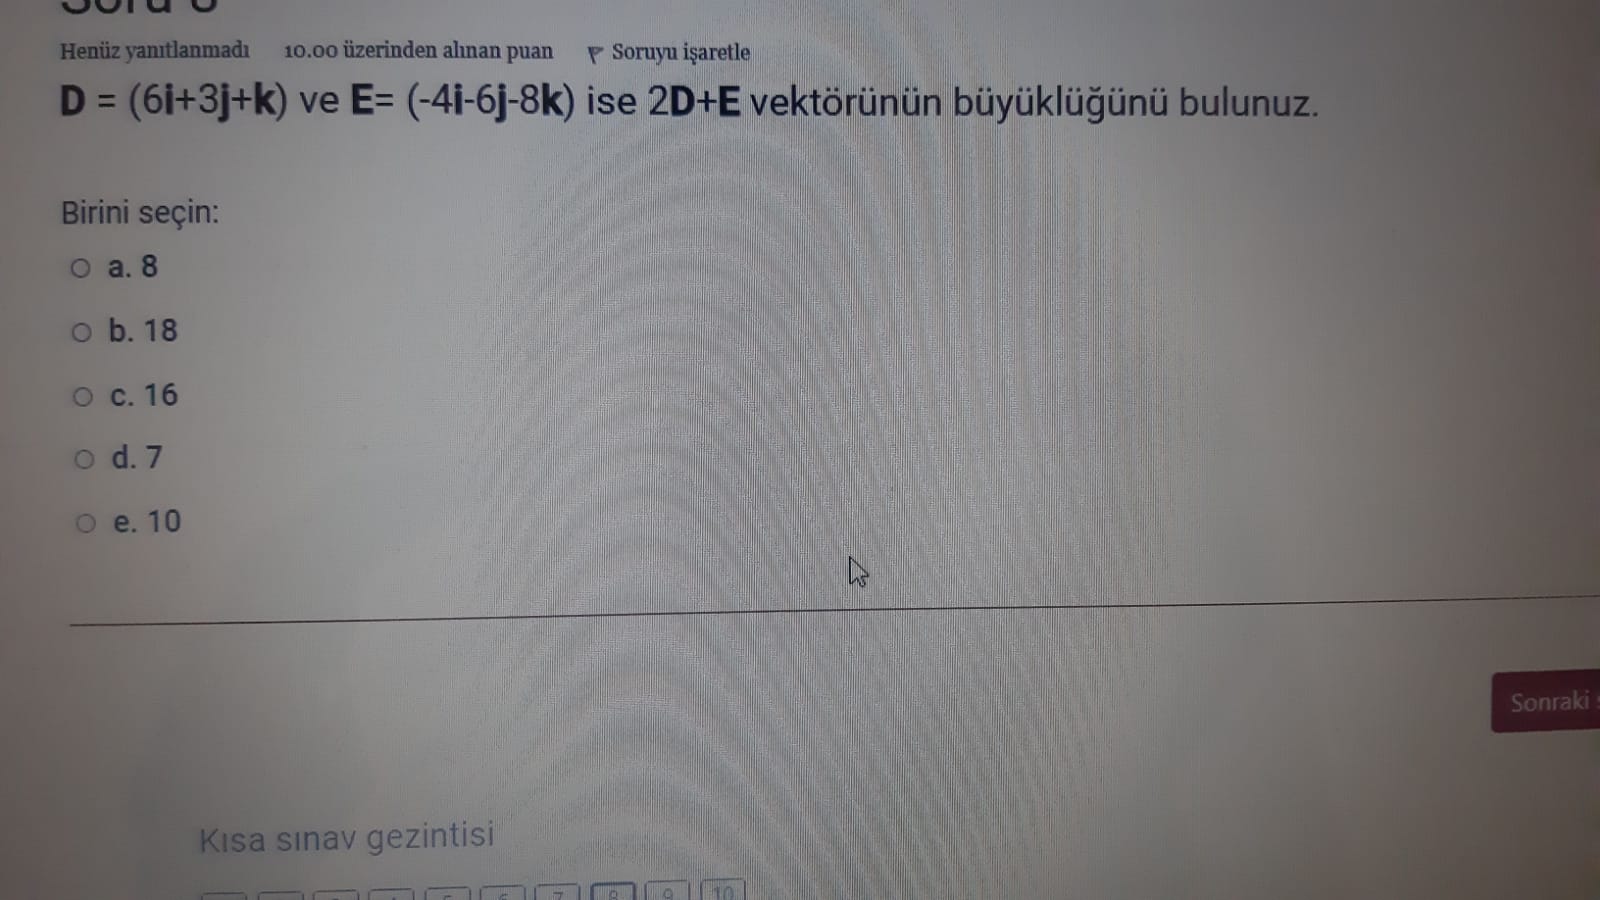 Soru 8
Henüz yanıtlanmadı 10.00 üzerinden alınan puan Soruyu işaretle
D = (6i+3j+k) ve E= (-4i-6j-8k) ise 2D+E vektörünün büyüklüğünü bulunuz.
Birini seçin:
a. 8
b. 18
c. 16
d. 7
e. 10
Sonraki
Kısa sınav gezintisi
7 8 9 10